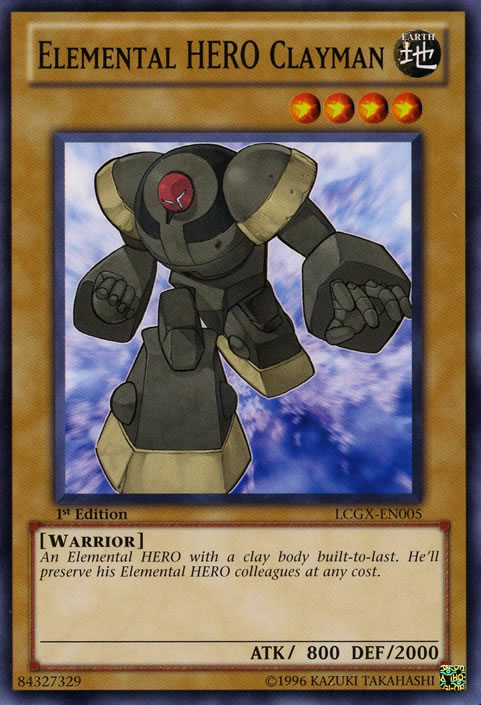 ELEMENTAL HERO CLAYMAN
EARTH
地
1st Edition
LCGX-EN005
[WARRIOR]
An Elemental HERO with a clay body built-to-last. He'll
preserve his Elemental HERO colleagues at any cost.
ATK/ 800 DEF/2000
84327329
©1996 KAZUKI TAKAHASHI